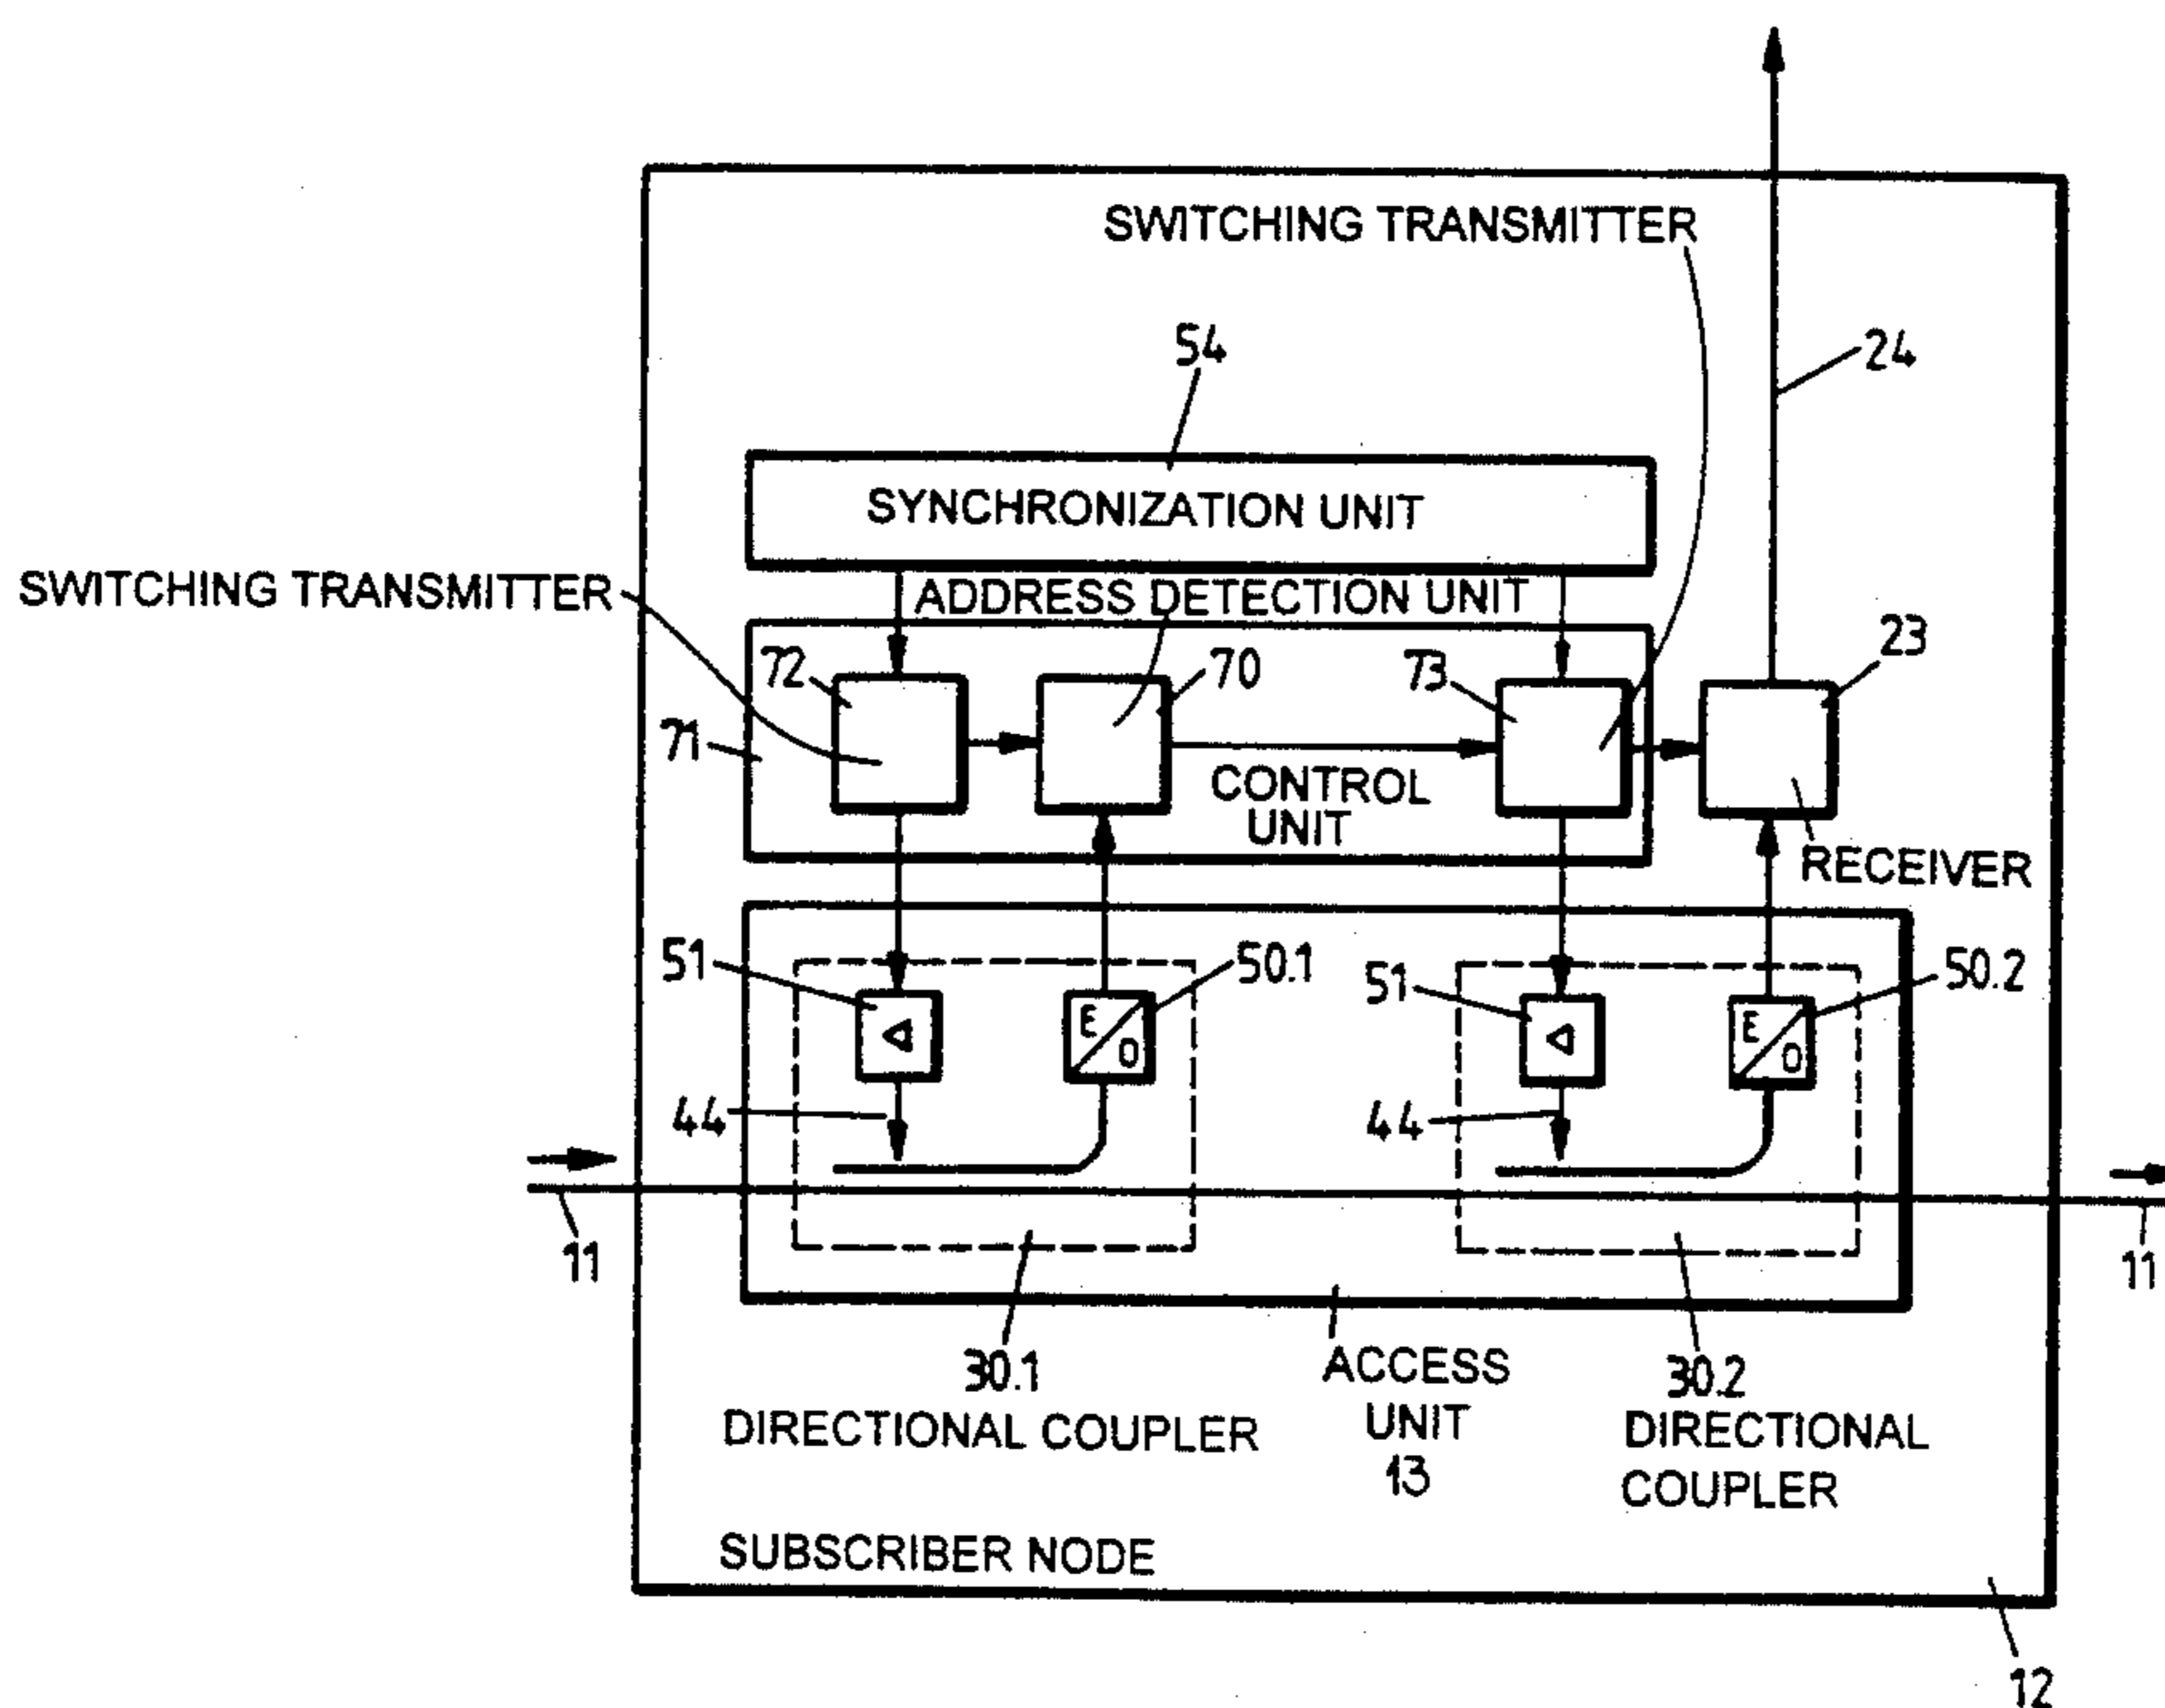 SWITCHING TRANSMITTER
54
24
SYNCHRONIZATION UNIT
SWITCHING TRANSMITTER
ADDRESS DETECTION UNIT
72
70
73
23
71
CONTROL
UNIT
RECEIVER
51
E/O
50.1
51
E/O
50.2
44
44
11
11
30.1
DIRECTIONAL COUPLER
ACCESS
UNIT
13
30.2
DIRECTIONAL
COUPLER
SUBSCRIBER NODE
12